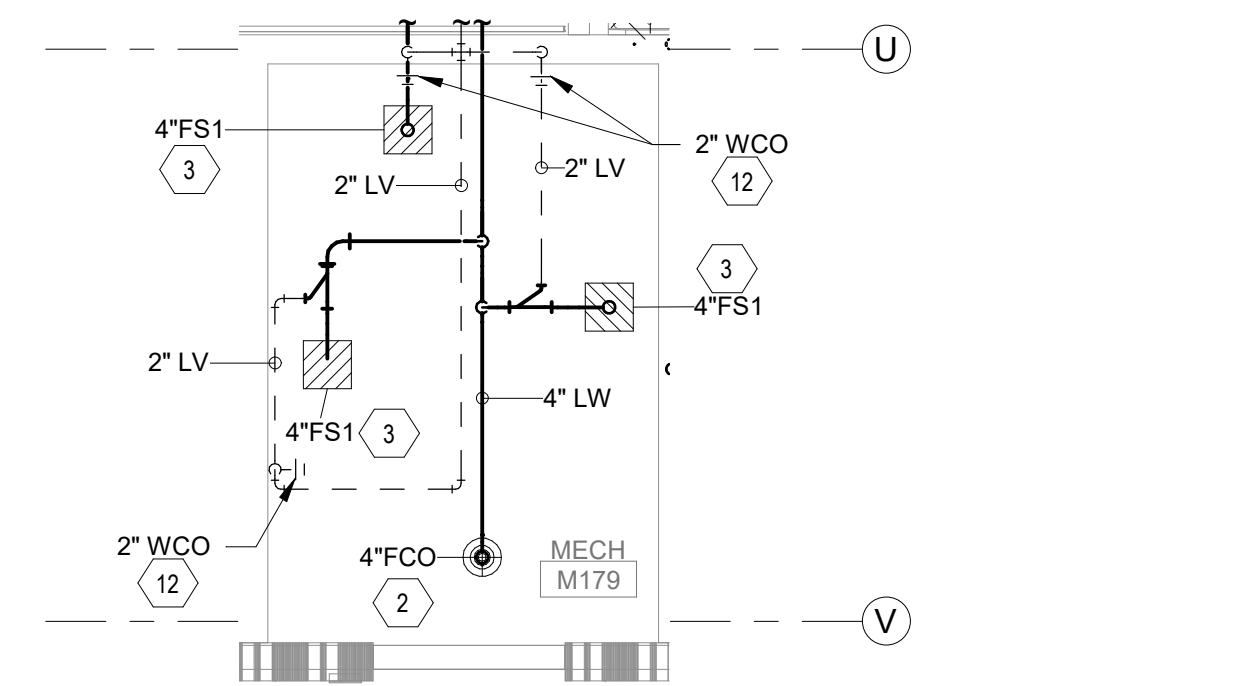 U
4"FS1
3
2" WCO
12
2" LV
2" LV
3
4"FS1
2" LV
4" LW
4"FS1
3
2" WCO
12
4"FCO
2
MECH
M179
V